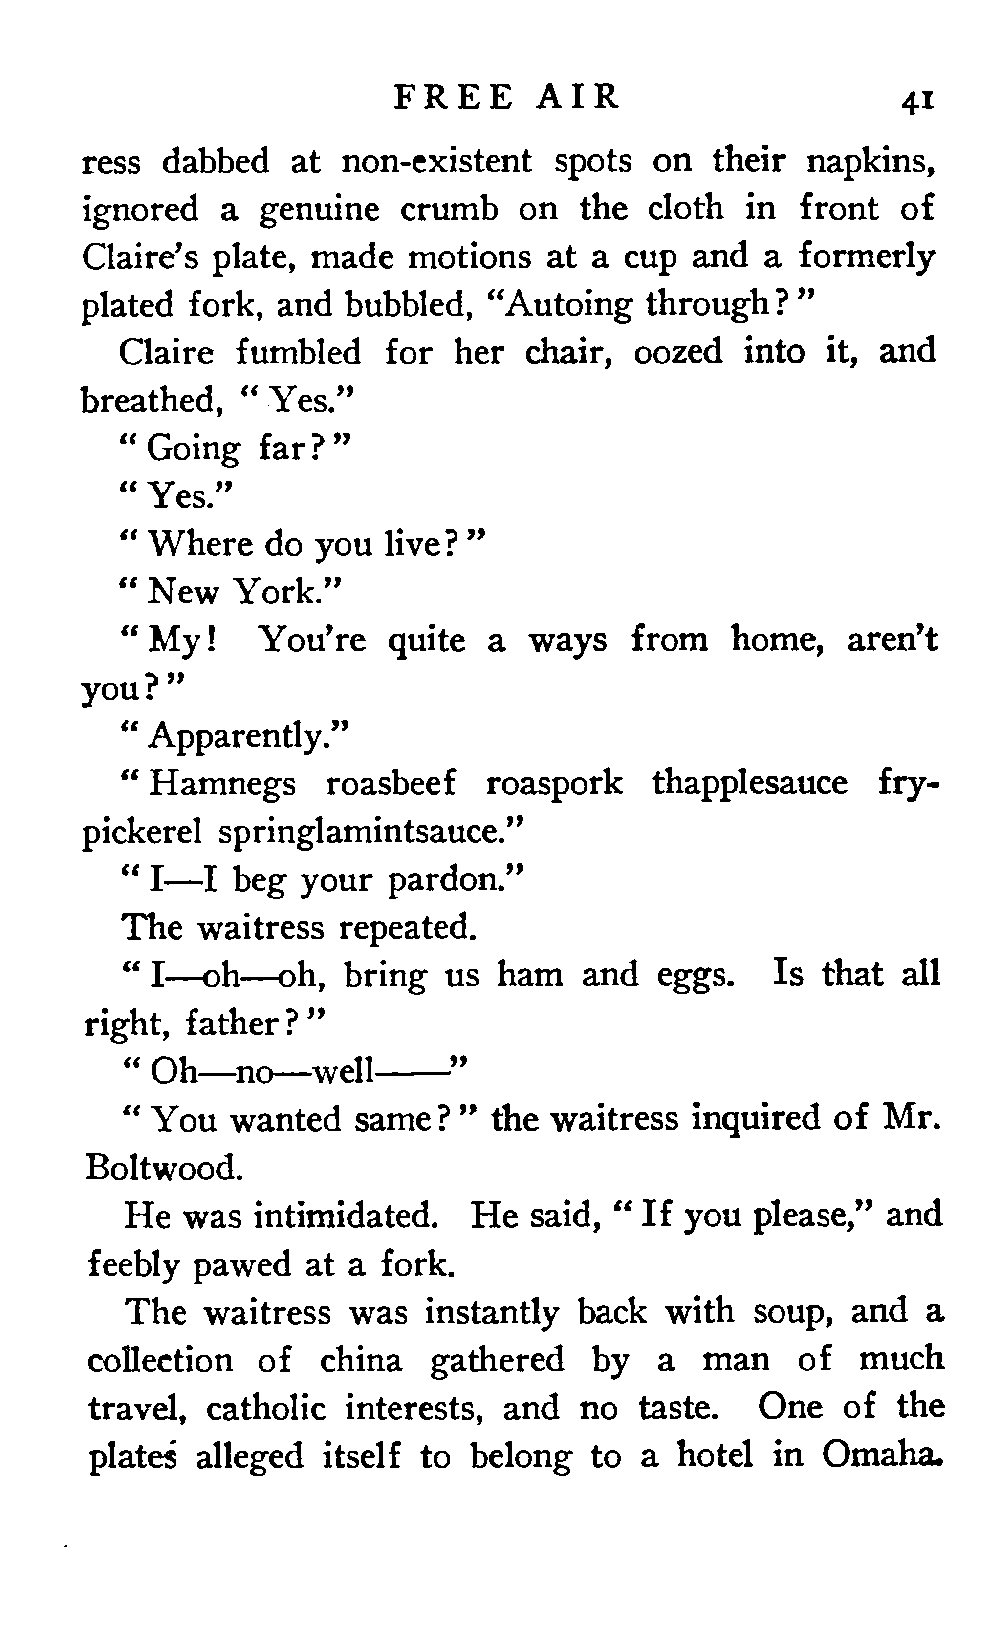 FREE AIR 41
ress dabbed at non-existent spots on their napkins,
ignored a genuine crumb on the cloth in front of
Claire's plate, made motions at a cup and a formerly
plated fork, and bubbled, "Autoing through?"
Claire fumbled for her chair, oozed into it, and
breathed, "Yes."
"Going far?"
"Yes."
"Where do you live?"
"New York."
"My! You're quite a ways from home, aren't
you?"
"Apparently."
"Hamnegs roasbeef roaspork thapplesauce fry-
pickerel springlamintsauce."
"I—I beg your pardon."
The waitress repeated.
"I—oh—oh, bring us ham and eggs. Is that all
right, father?"
"Oh—no—well——"
"You wanted same?" the waitress inquired of Mr.
Boltwood.
He was intimidated. He said, "If you please," and
feebly pawed at a fork.
The waitress was instantly back with soup, and a
collection of china gathered by a man of much
travel, catholic interests, and no taste. One of the
plates alleged itself to belong to a hotel in Omaha.